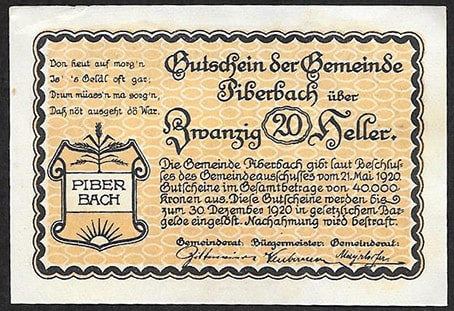 Von heut auf morg'n
Is' 's Geldl oft gar;
Drum müass'n ma sorg'n,
Daß nöt ausgeht dö War.
PIBER
BACH
Gutschein der Gemeinde
Piberbach über
Zwanzig 20 Heller.
Die Gemeinde Piberbach gibt laut Beschlus-
ses des Gemeindeausschußes vom 21. Mai 1920
Gutscheine im Gesamtbetrage von 40.000
Kronen aus. Diese Gutscheine werden bis
zum 30. Dezember 1920 in gesetzlichem Bar-
gelde eingelöst. Nachahmung wird bestraft.
Gemeinderat: Bürgermeister: Gemeinderat:
Mayrhofer